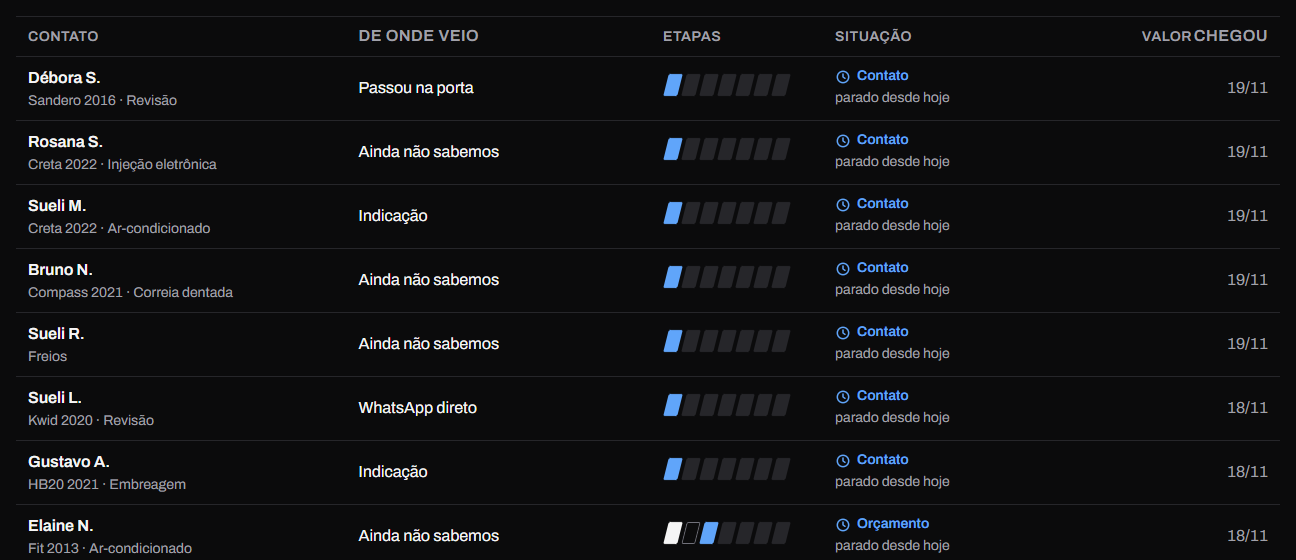 CONTATO DE ONDE VEIO ETAPAS SITUAÇÃO VALOR CHEGOU
Débora S.
Sandero 2016 · Revisão
Passou na porta
Contato
parado desde hoje
19/11
Rosana S.
Creta 2022 · Injeção eletrônica
Ainda não sabemos
Contato
parado desde hoje
19/11
Sueli M.
Creta 2022 · Ar-condicionado
Indicação
Contato
parado desde hoje
19/11
Bruno N.
Compass 2021 · Correia dentada
Ainda não sabemos
Contato
parado desde hoje
19/11
Sueli R.
Freios
Ainda não sabemos
Contato
parado desde hoje
19/11
Sueli L.
Kwid 2020 · Revisão
WhatsApp direto
Contato
parado desde hoje
18/11
Gustavo A.
HB20 2021 · Embreagem
Indicação
Contato
parado desde hoje
18/11
Elaine N.
Fit 2013 · Ar-condicionado
Ainda não sabemos
Orçamento
parado desde hoje
18/11